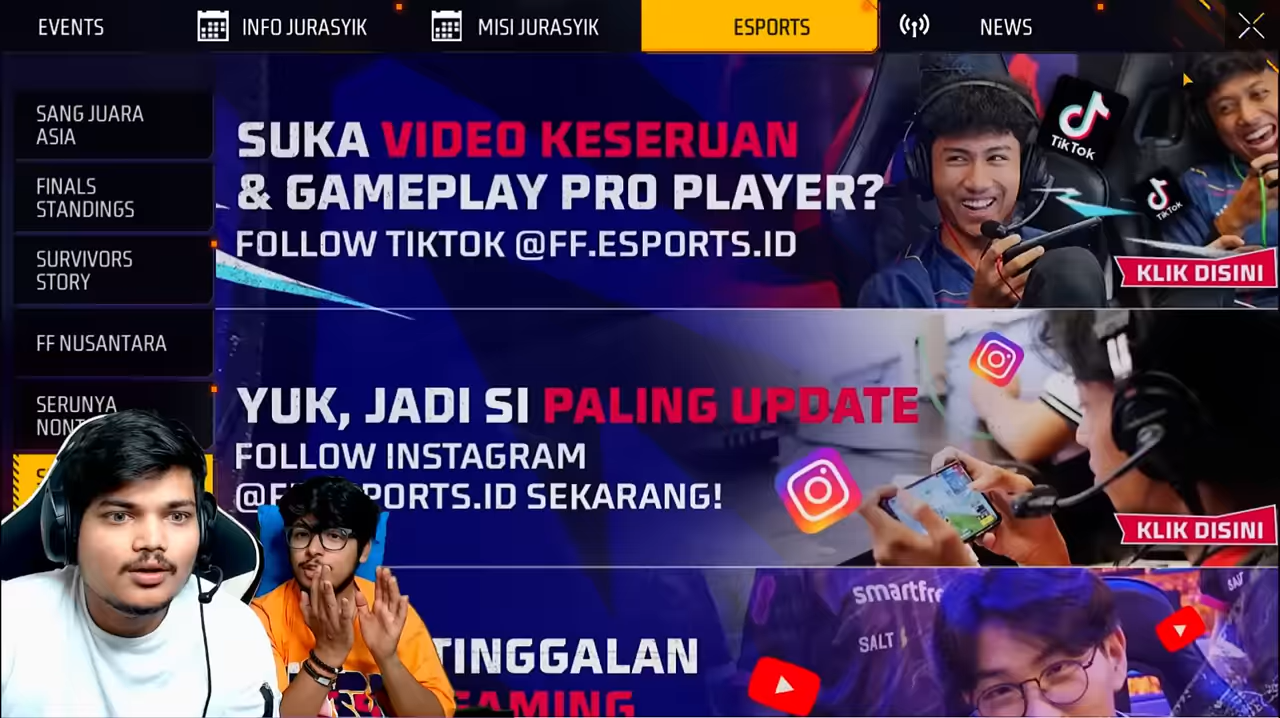 EVENTS
INFO JURASYIK
MISI JURASYIK
ESPORTS
NEWS
SANG JUARA
ASIA
FINALS
STANDINGS
SURVIVORS
STORY
FF NUSANTARA
SERUNYA
SUKA VIDEO KESERUAN
& GAMEPLAY PRO PLAYER?
FOLLOW TIKTOK @FF.ESPORTS.ID
TikTok
TikTok
KLIK DISINI
YUK, JADI SI PALING UPDATE
FOLLOW INSTAGRAM
SEKARANG!
KLIK DISINI
SALT